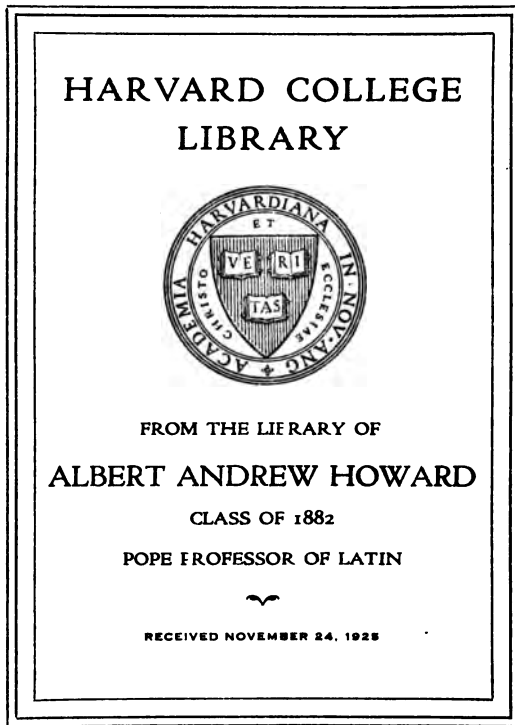 HARVARD COLLEGE
LIBRARY
ACADEMIA HARVARDIANA IN·NOV·ANG
CHRISTO ET ECCLESIAE
VE RI
TAS
FROM THE LIBRARY OF
ALBERT ANDREW HOWARD
CLASS OF 1882
POPE PROFESSOR OF LATIN
RECEIVED NOVEMBER 24, 1925